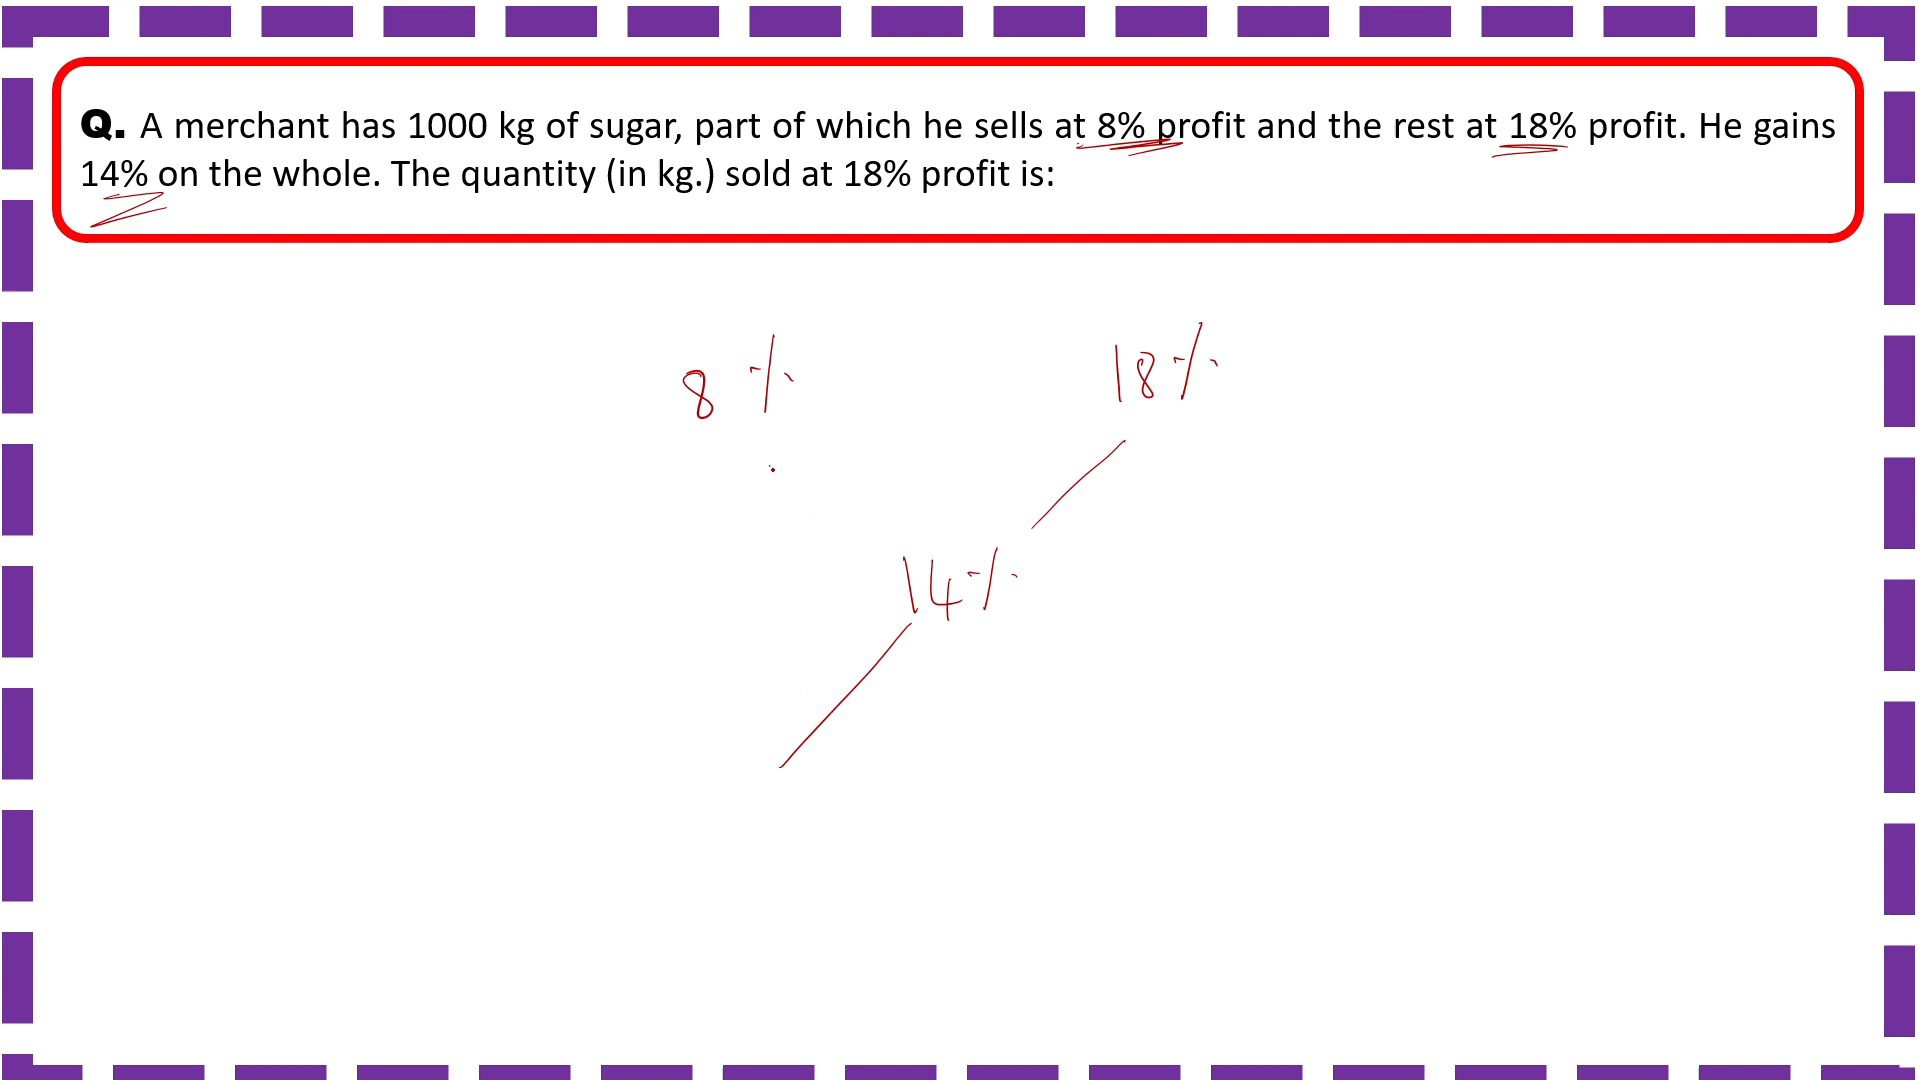 Q. A merchant has 1000 kg of sugar, part of which he sells at 8% profit and the rest at 18% profit. He gains
14% on the whole. The quantity (in kg.) sold at 18% profit is:
8% 18%
14%